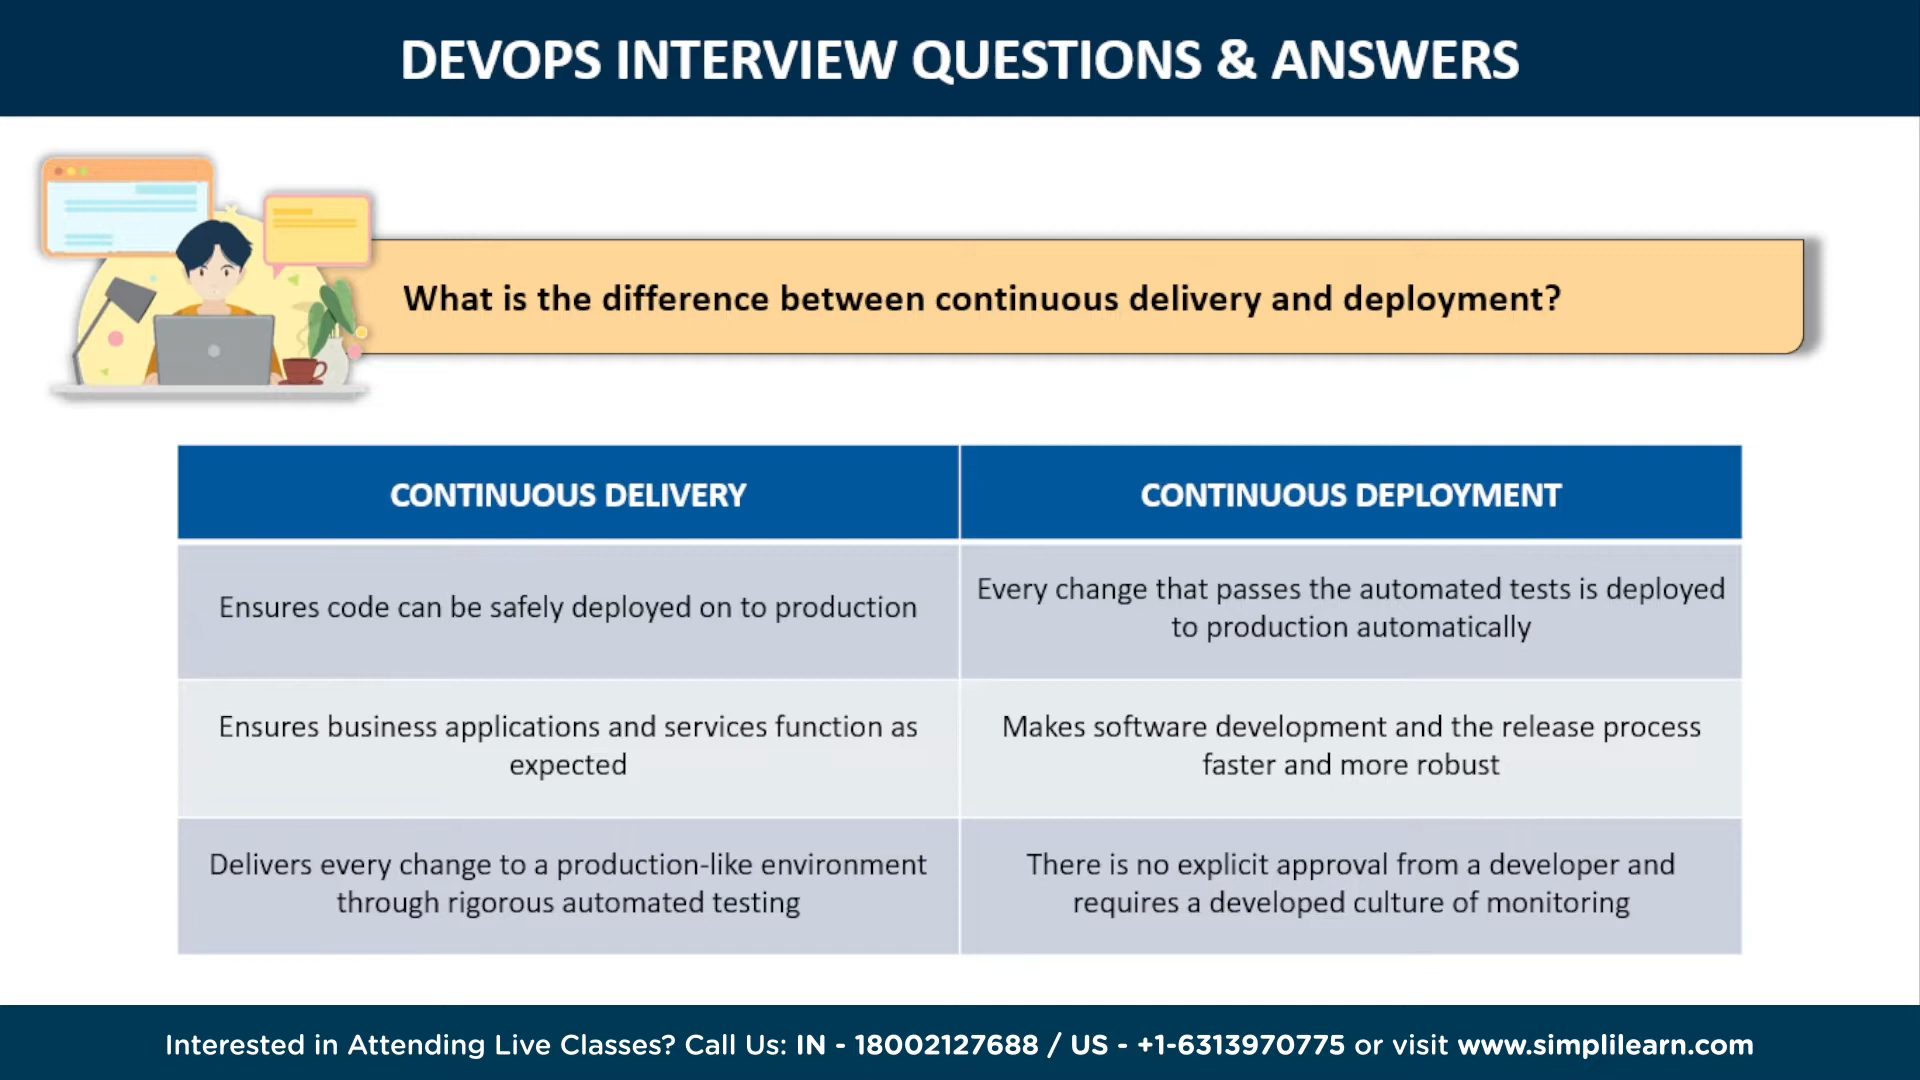 DEVOPS INTERVIEW QUESTIONS & ANSWERS
What is the difference between continuous delivery and deployment?
CONTINUOUS DELIVERY
CONTINUOUS DEPLOYMENT
Ensures code can be safely deployed on to production
Every change that passes the automated tests is deployed
to production automatically
Ensures business applications and services function as
expected
Makes software development and the release process
faster and more robust
Delivers every change to a production-like environment
through rigorous automated testing
There is no explicit approval from a developer and
requires a developed culture of monitoring
Interested in Attending Live Classes? Call Us: IN - 18002127688 / US - +1-6313970775 or visit www.simplilearn.com